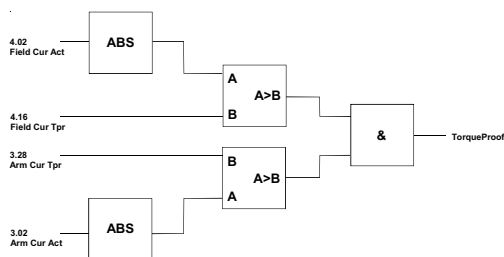 4.02
Field Cur Act
ABS
A
A>B
B
4.16
Field Cur Tpr
&
TorqueProof
3.28
Arm Cur Tpr
B
A>B
A
3.02
Arm Cur Act
ABS